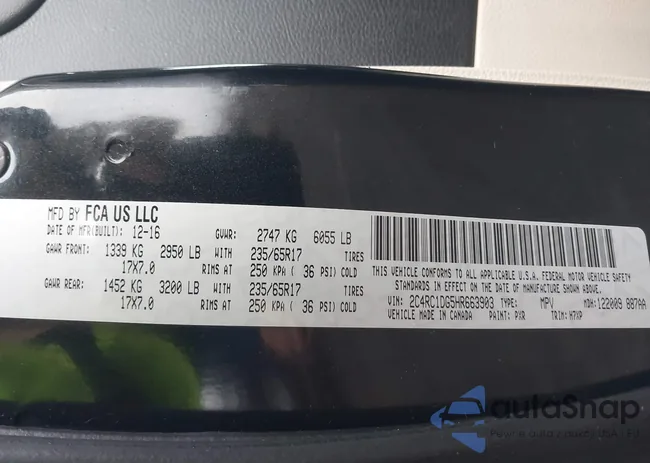 MFD BY FCA US LLC
DATE OF MFR(BUILT): 12-16 GVWR: 2747 KG 6055 LB
GAWR FRONT: 1339 KG 2950 LB WITH 235/65R17 TIRES
17X7.0 RIMS AT 250 KPA ( 36 PSI) COLD
GAWR REAR: 1452 KG 3200 LB WITH 235/65R17 TIRES
17X7.0 RIMS AT 250 KPA ( 36 PSI) COLD
THIS VEHICLE CONFORMS TO ALL APPLICABLE U.S.A. FEDERAL MOTOR VEHICLE SAFETY
STANDARDS IN EFFECT ON THE DATE OF MANUFACTURE SHOWN ABOVE.
VIN: 2C4RC1DG5HR663903 TYPE: MPV MDH: 122009 887AA
VEHICLE MADE IN CANADA PAINT: PXR TRIM: H7XP
autoSnap